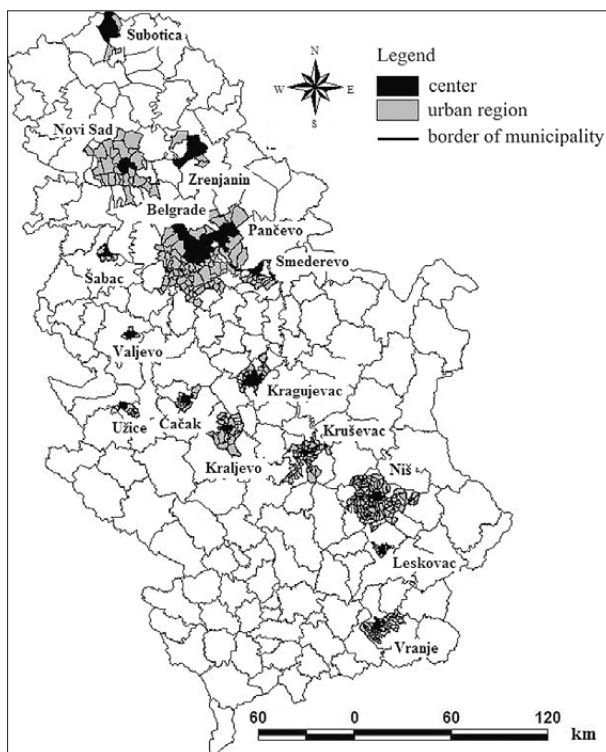 Subotica
N
W E
S
Legend
center
urban region
border of municipality
Novi Sad
Zrenjanin
Belgrade
Pančevo
Smederevo
Šabac
Valjevo
Kragujevac
Užice
Čačak
Kraljevo
Kruševac
Niš
Leskovac
Vranje
60 0 60 120
km